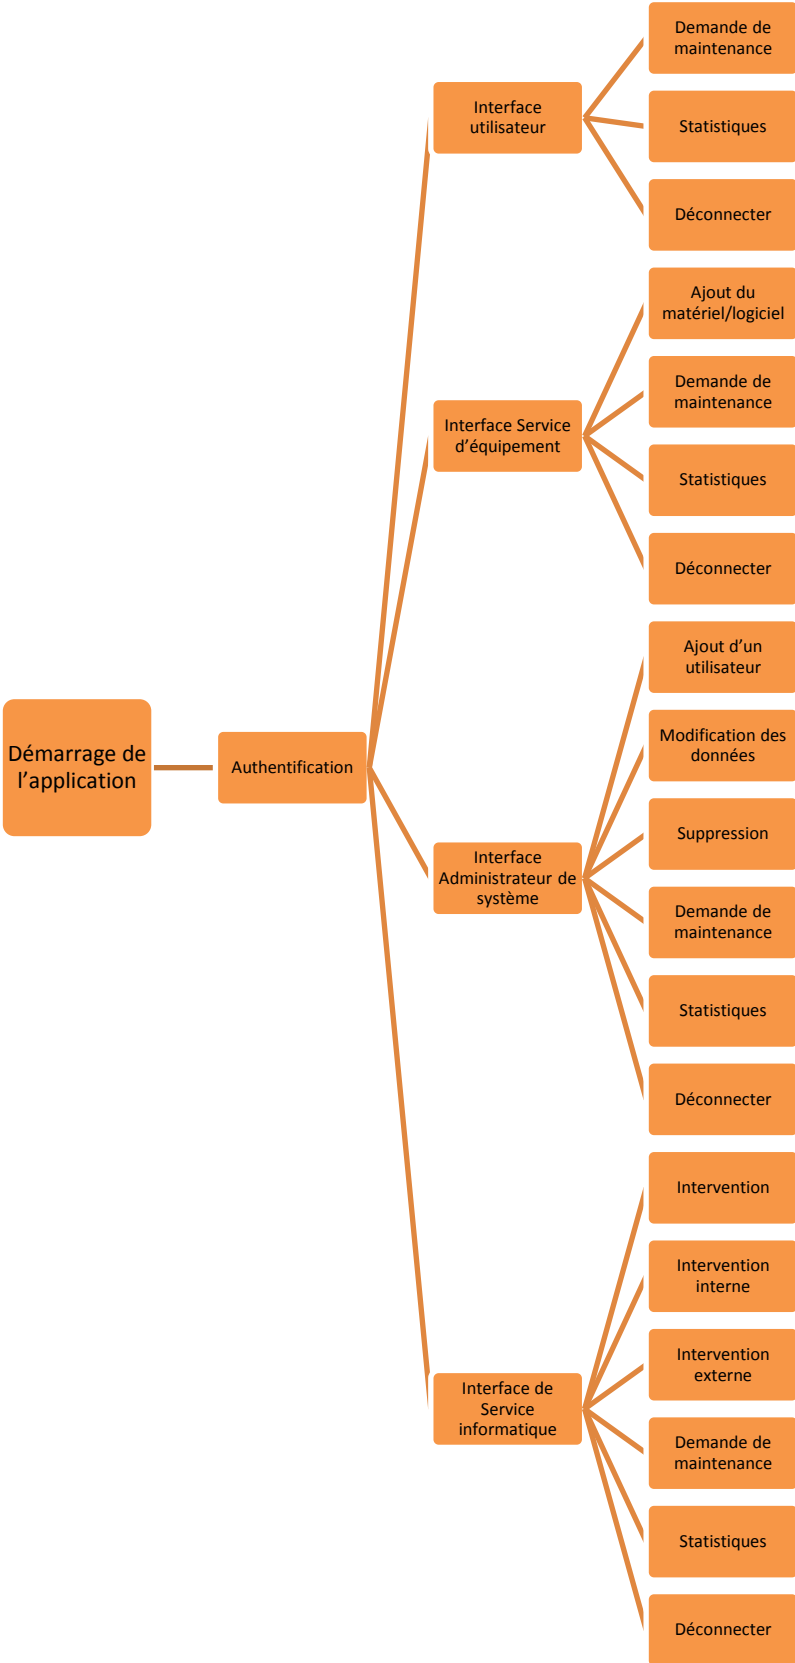 Démarrage de
l'application
Authentification
Interface
utilisateur
Demande de
maintenance
Statistiques
Déconnecter
Interface Service
d'équipement
Ajout du
matériel/logiciel
Demande de
maintenance
Statistiques
Déconnecter
Interface
Administrateur de
système
Ajout d'un
utilisateur
Modification des
données
Suppression
Demande de
maintenance
Statistiques
Déconnecter
Interface de
Service
informatique
Intervention
Intervention
interne
Intervention
externe
Demande de
maintenance
Statistiques
Déconnecter